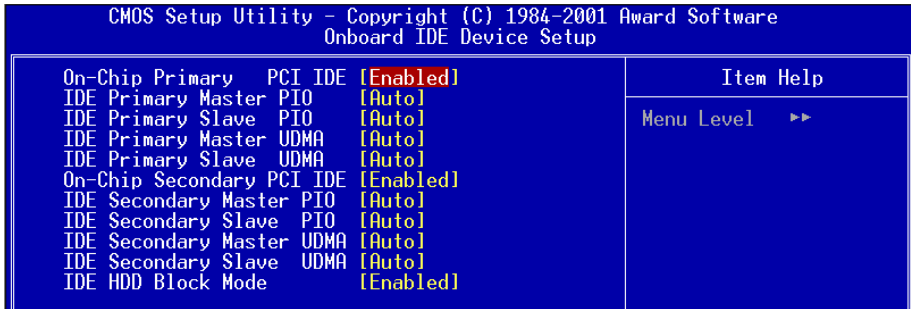 CMOS Setup Utility - Copyright (C) 1984-2001 Award Software
Onboard IDE Device Setup
On-Chip Primary   PCI IDE [Enabled]
IDE Primary Master PIO    [Auto]
IDE Primary Slave  PIO    [Auto]
IDE Primary Master UDMA   [Auto]
IDE Primary Slave  UDMA   [Auto]
On-Chip Secondary PCI IDE [Enabled]
IDE Secondary Master PIO  [Auto]
IDE Secondary Slave  PIO  [Auto]
IDE Secondary Master UDMA [Auto]
IDE Secondary Slave  UDMA [Auto]
IDE HDD Block Mode        [Enabled]
Item Help
Menu Level   ►►